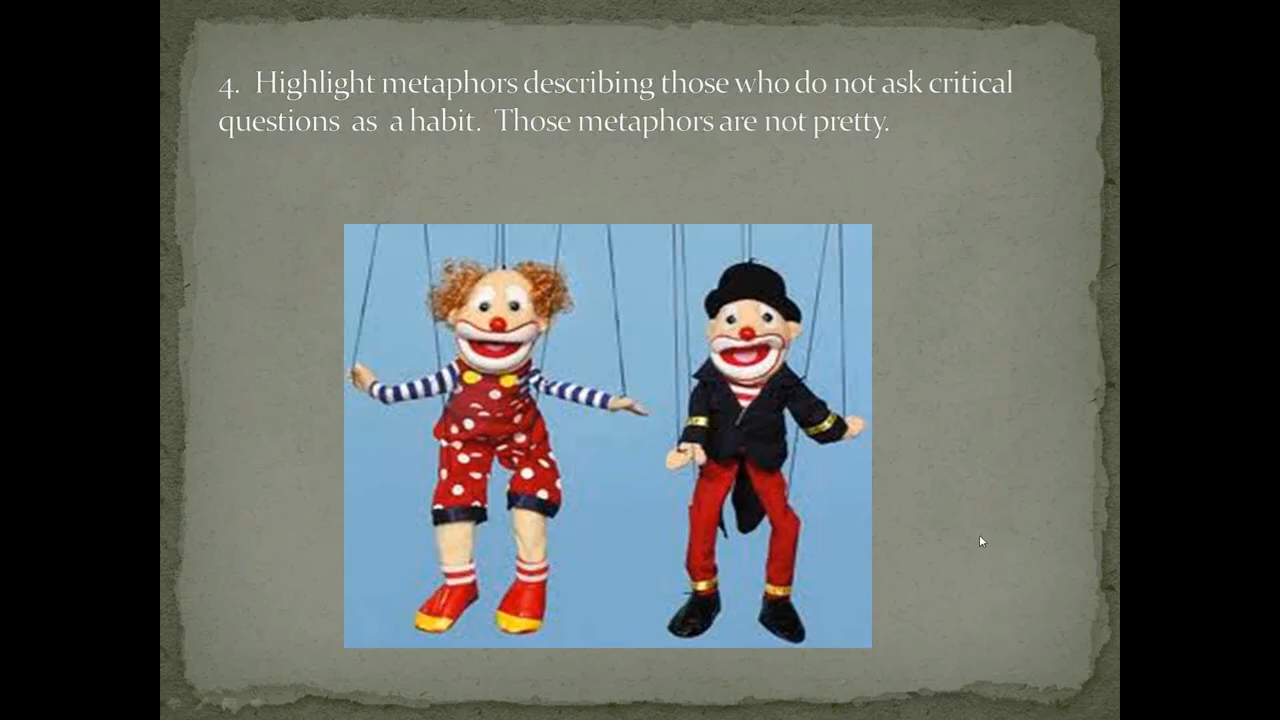 4. Highlight metaphors describing those who do not ask critical
questions as a habit. Those metaphors are not pretty.